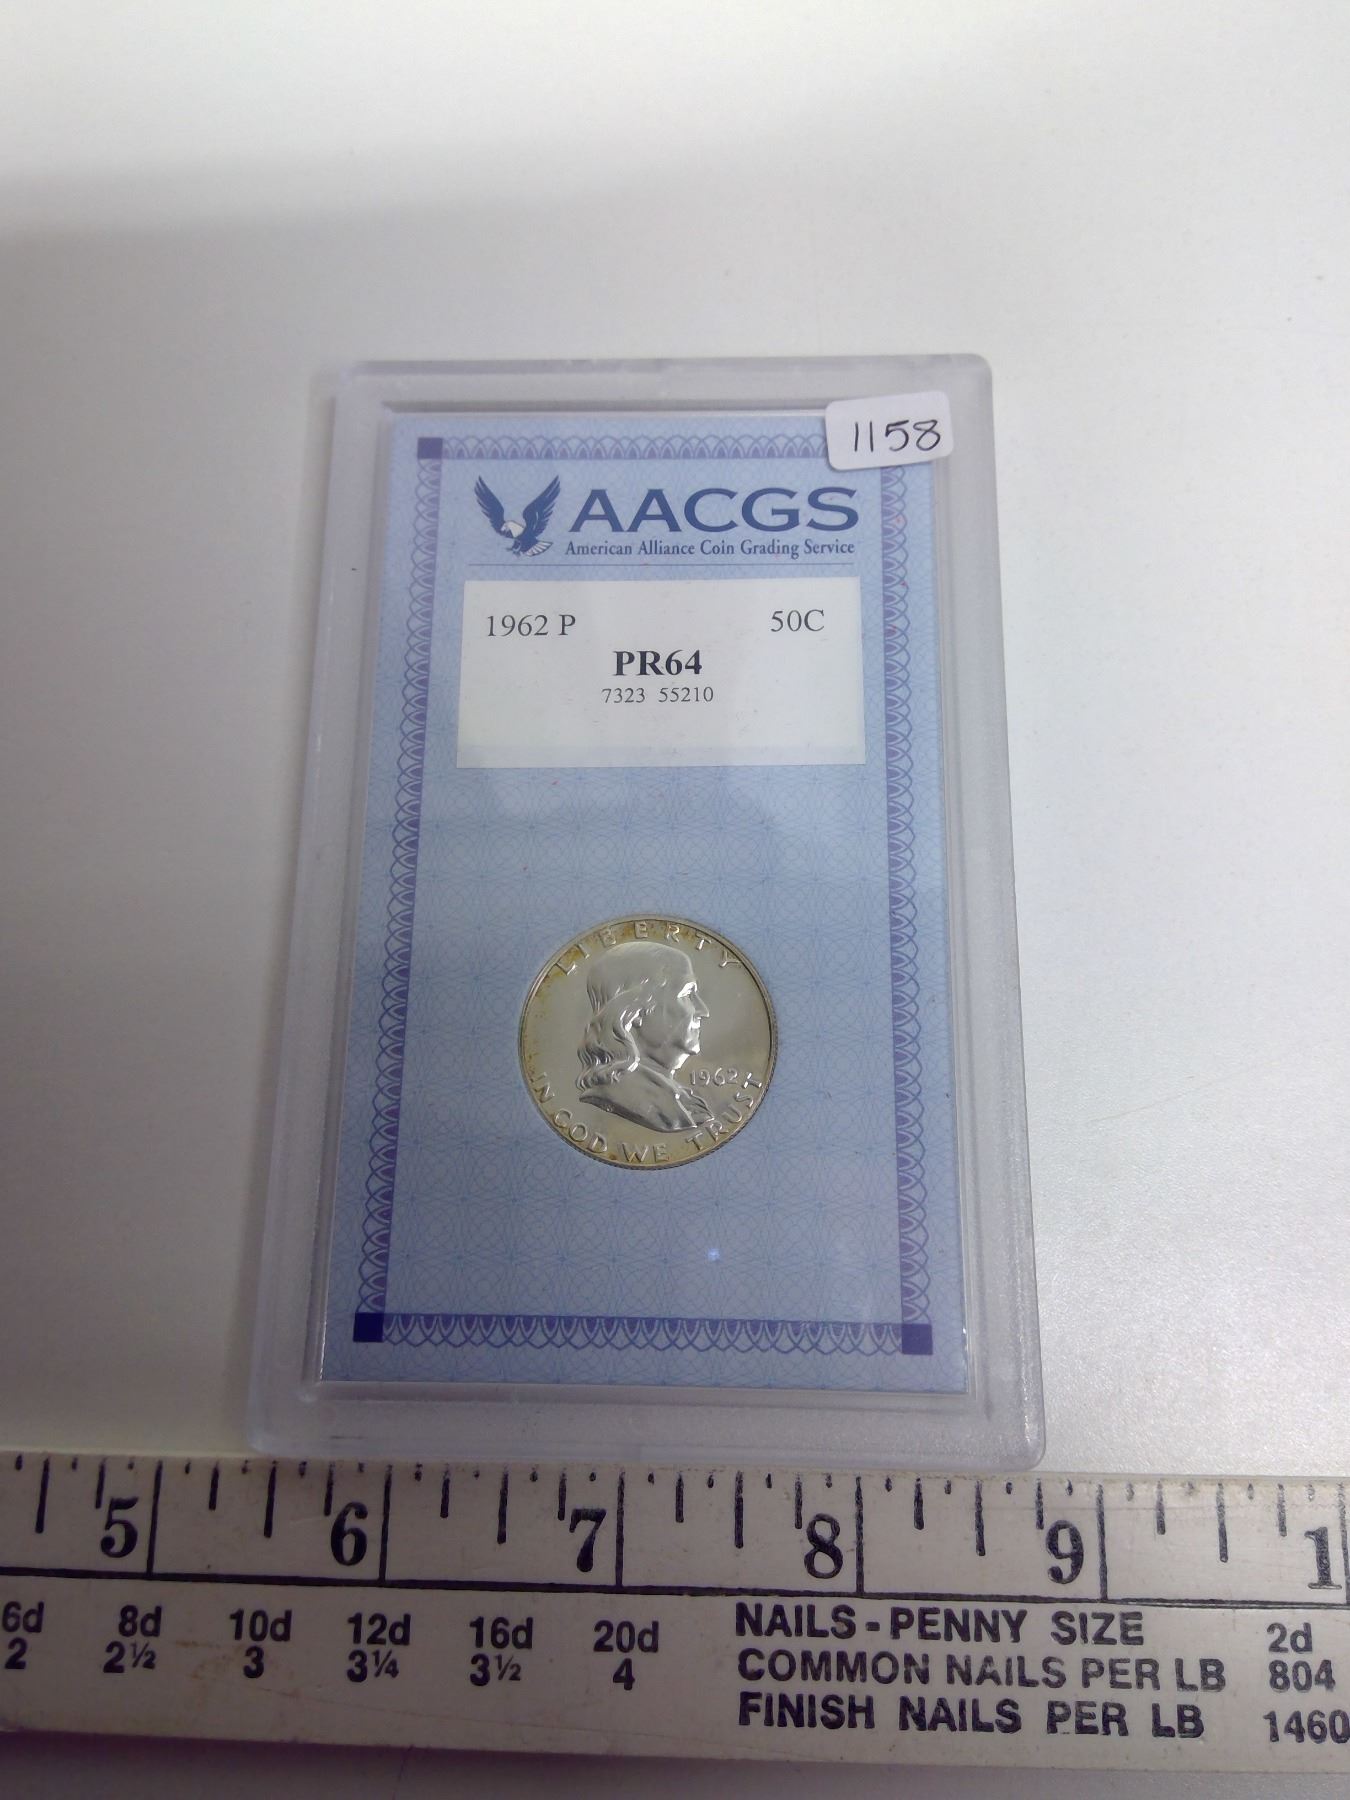 1158
AACGS
American Alliance Coin Grading Service
1962 P 50C
PR64
7323 55210
LIBERTY
1962
IN GOD WE TRUST
5 6 7 8 9 1
6d 8d 10d 12d 16d 20d NAILS - PENNY SIZE 2d
2 2½ 3 3¼ 3½ 4 COMMON NAILS PER LB 804
FINISH NAILS PER LB 1460